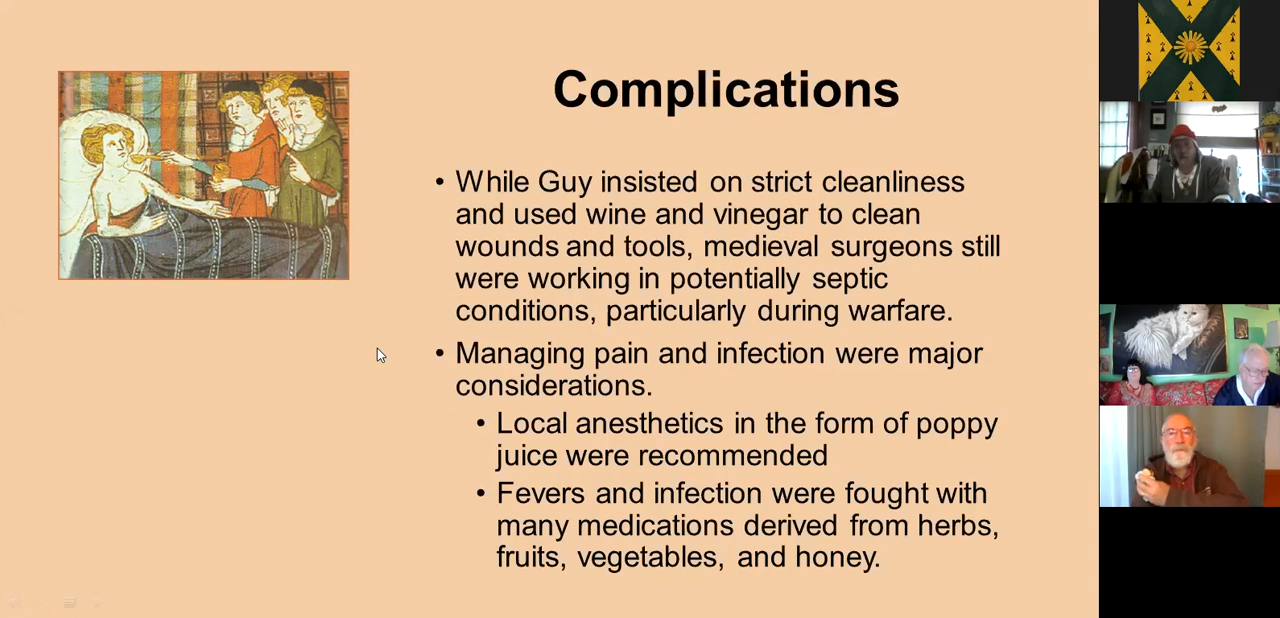 Complications
• While Guy insisted on strict cleanliness
and used wine and vinegar to clean
wounds and tools, medieval surgeons still
were working in potentially septic
conditions, particularly during warfare.
• Managing pain and infection were major
considerations.
• Local anesthetics in the form of poppy
juice were recommended
• Fevers and infection were fought with
many medications derived from herbs,
fruits, vegetables, and honey.